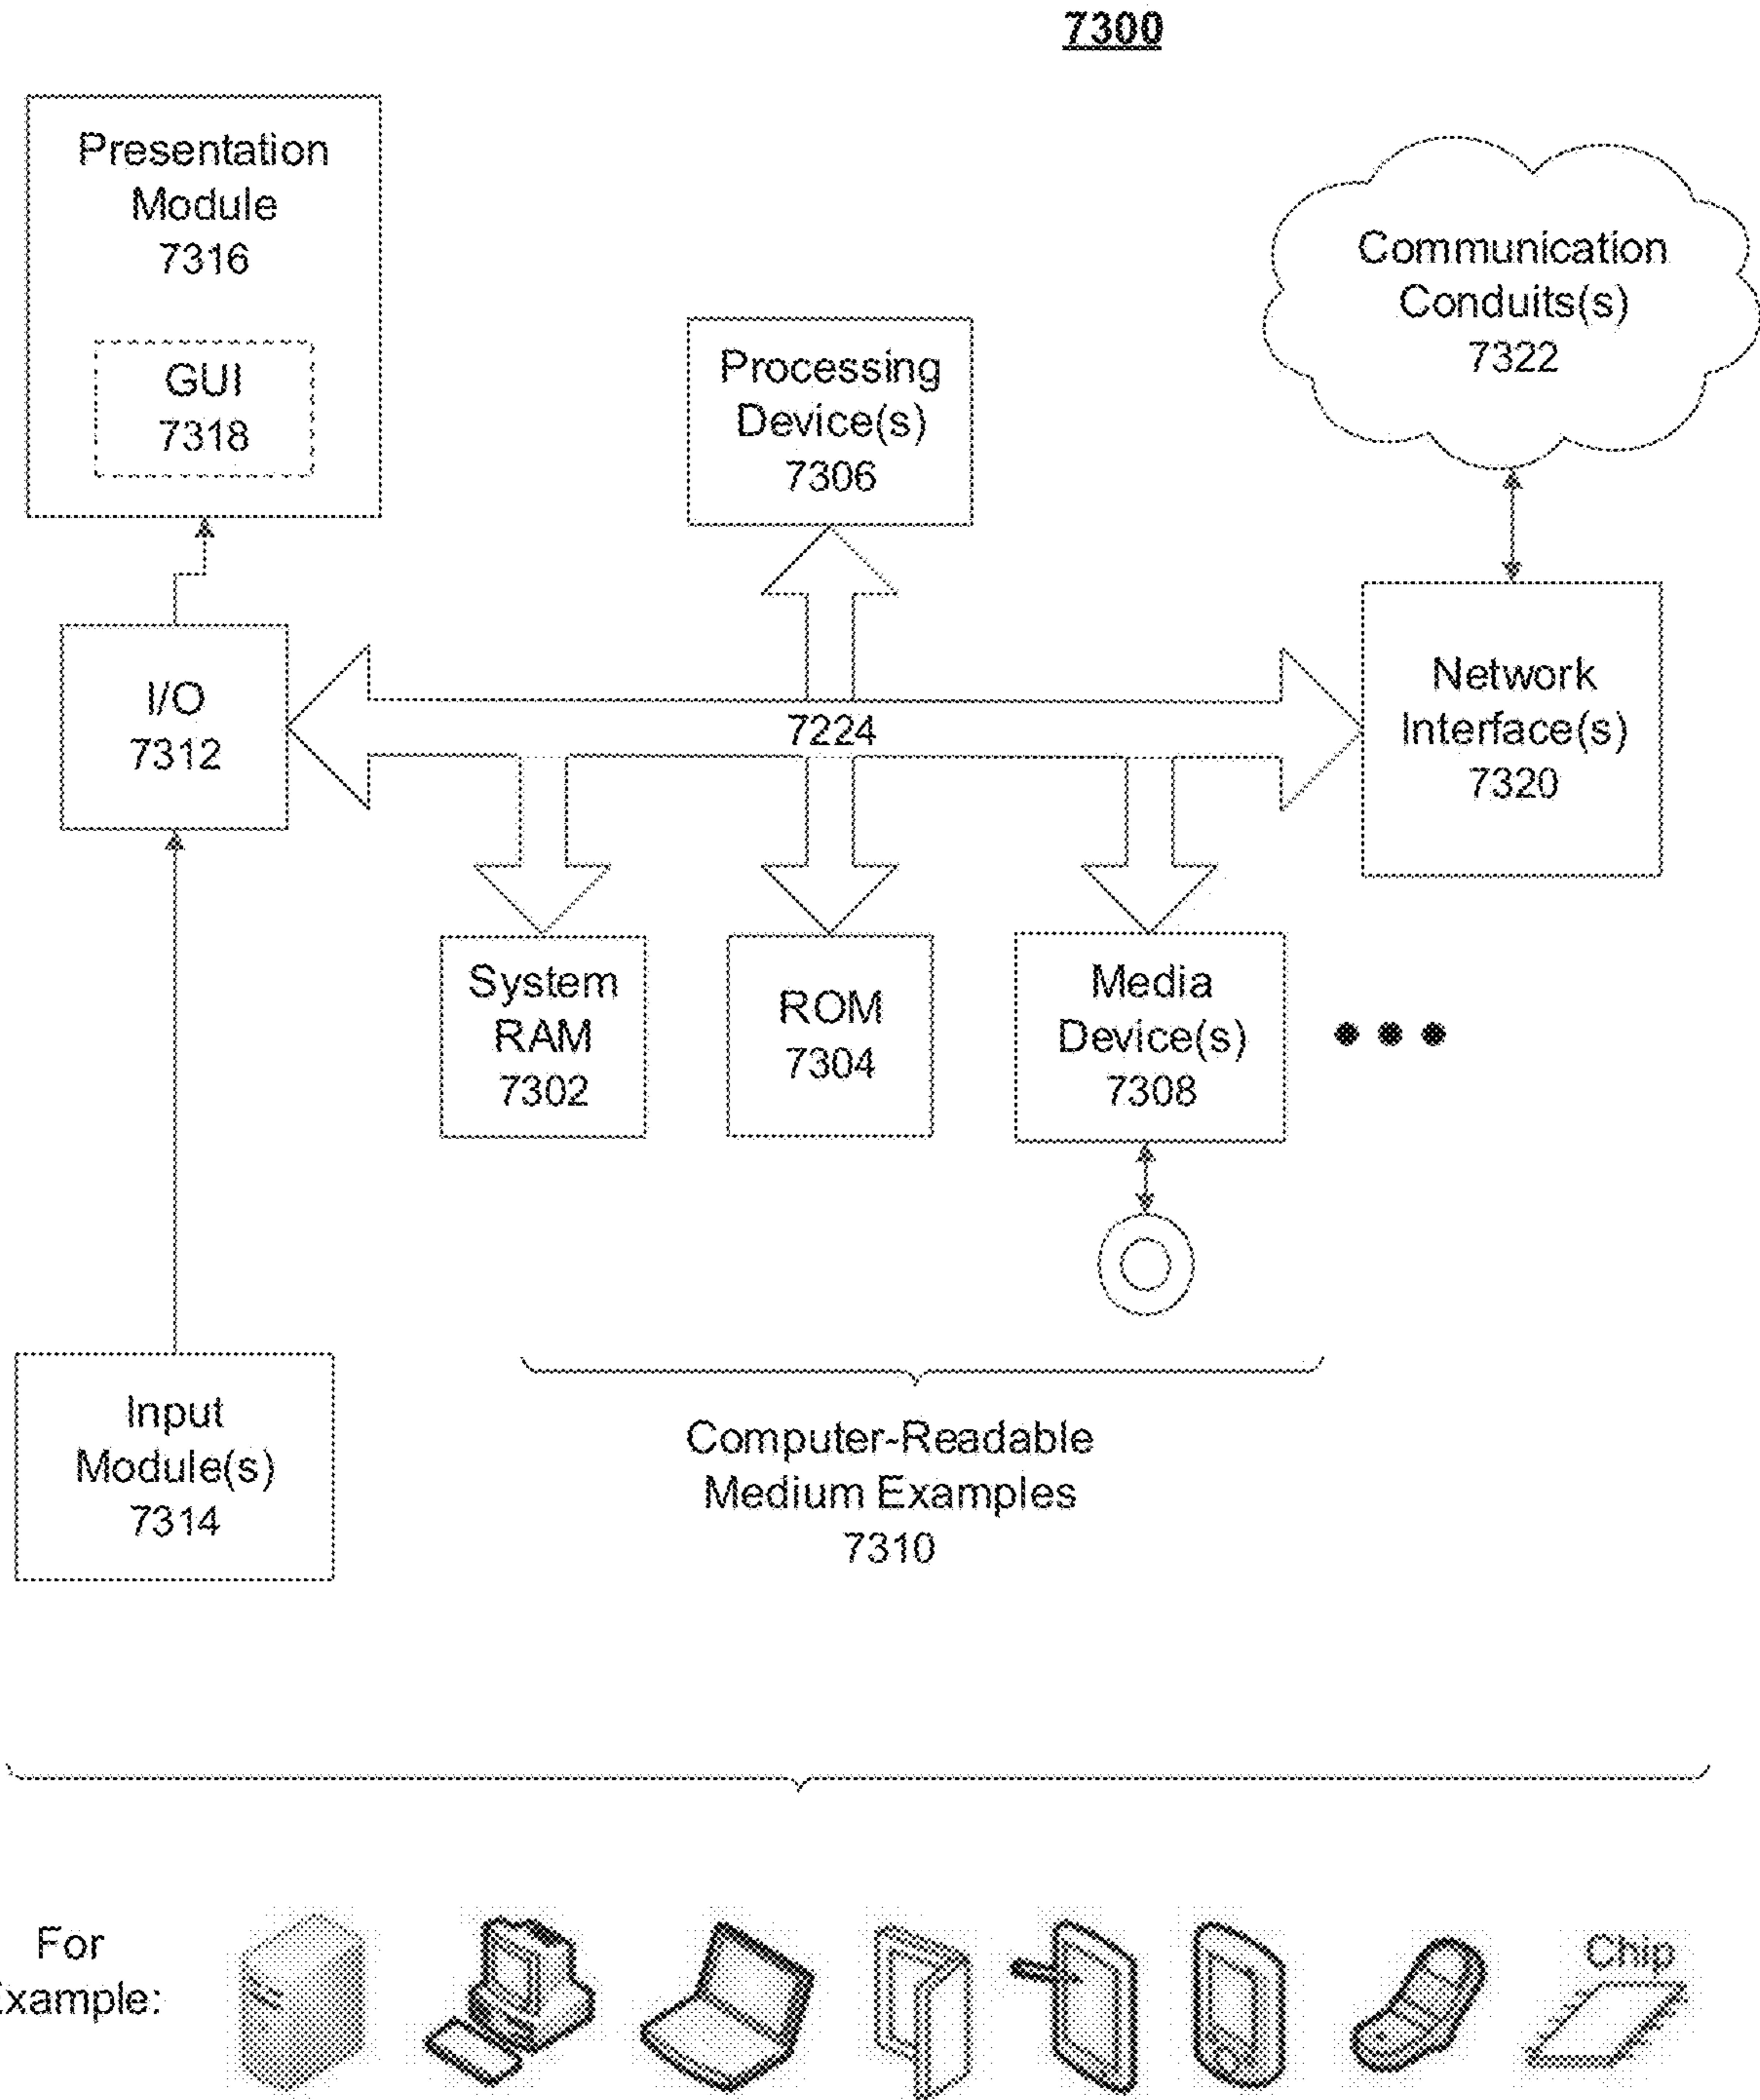 7300
Presentation
Module
7316
GUI
7318
Communication
Conduits(s)
7322
Processing
Device(s)
7306
I/O
7312
7224
Network
Interface(s)
7320
System
RAM
7302
ROM
7304
Media
Device(s)
7308
Input
Module(s)
7314
Computer-Readable
Medium Examples
7310
For
Example:
Chip